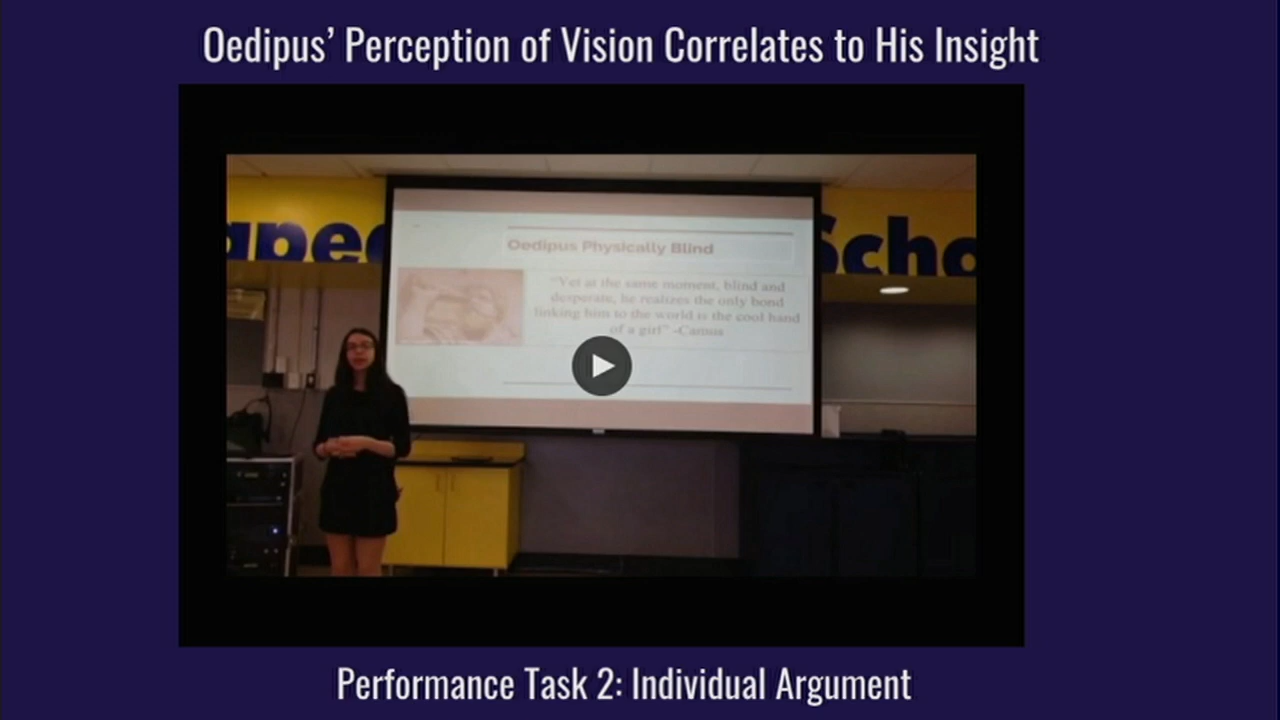 Oedipus’ Perception of Vision Correlates to His Insight
aped Scho
Oedipus Physically Blind
"Yet at the same moment, blind and
desperate, he realizes the only bond
linking him to the world is the cool hand
of a girl" -Camus
Performance Task 2: Individual Argument